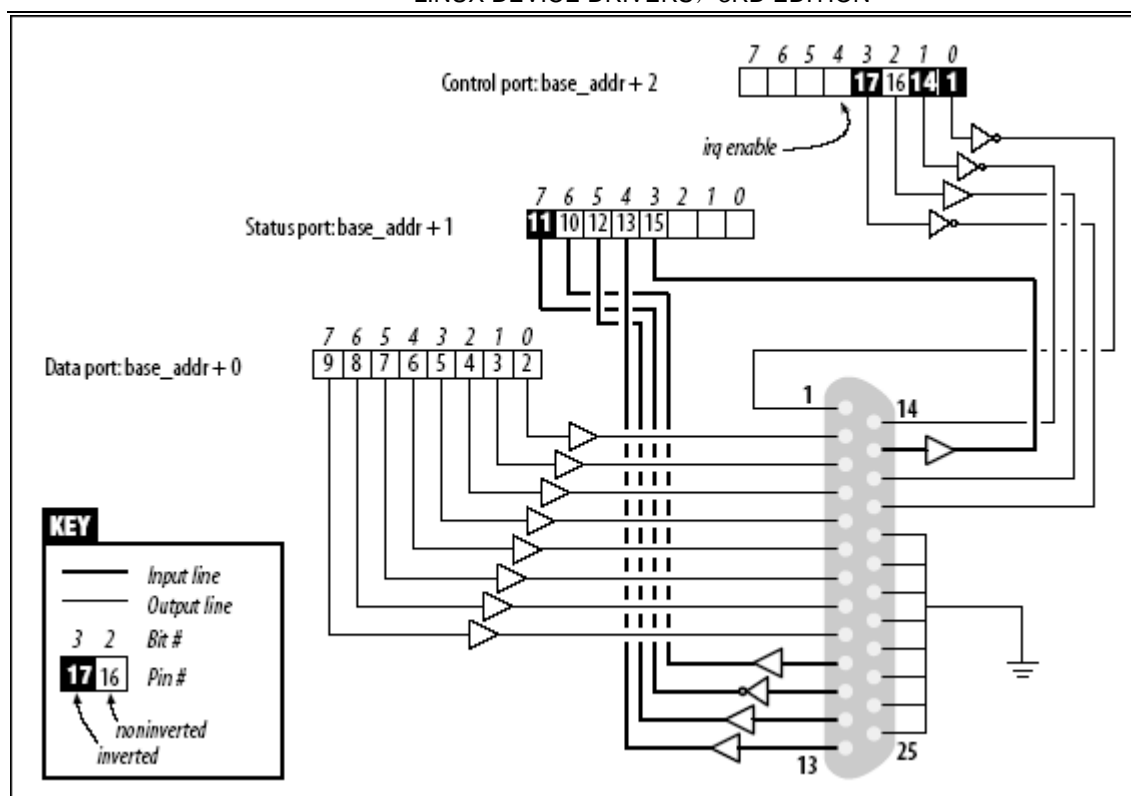 LINUX DEVICE DRIVERS, 3RD EDITION
7 6 5 4 3 2 1 0
Control port: base_addr + 2
17 16 14 1
irq enable
7 6 5 4 3 2 1 0
Status port: base_addr + 1
11 10 12 13 15
7 6 5 4 3 2 1 0
Data port: base_addr + 0
9 8 7 6 5 4 3 2
1
14
KEY
Input line
Output line
3 2 Bit #
17 16 Pin #
noninverted
inverted
13
25